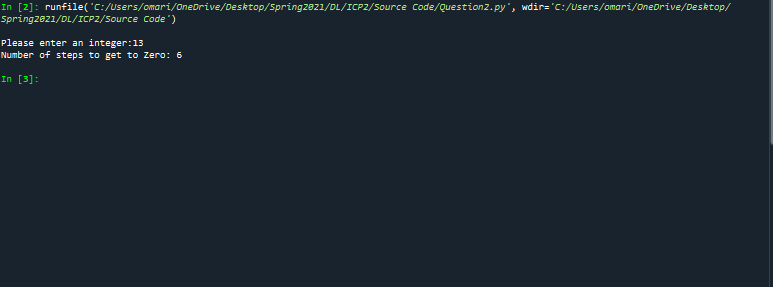 In [2]: runfile('C:/Users/omari/OneDrive/Desktop/Spring2021/DL/ICP2/Source Code/Question2.py', wdir='C:/Users/omari/OneDrive/Desktop/
Spring2021/DL/ICP2/Source Code')
Please enter an integer:13
Number of steps to get to Zero: 6
In [3]: